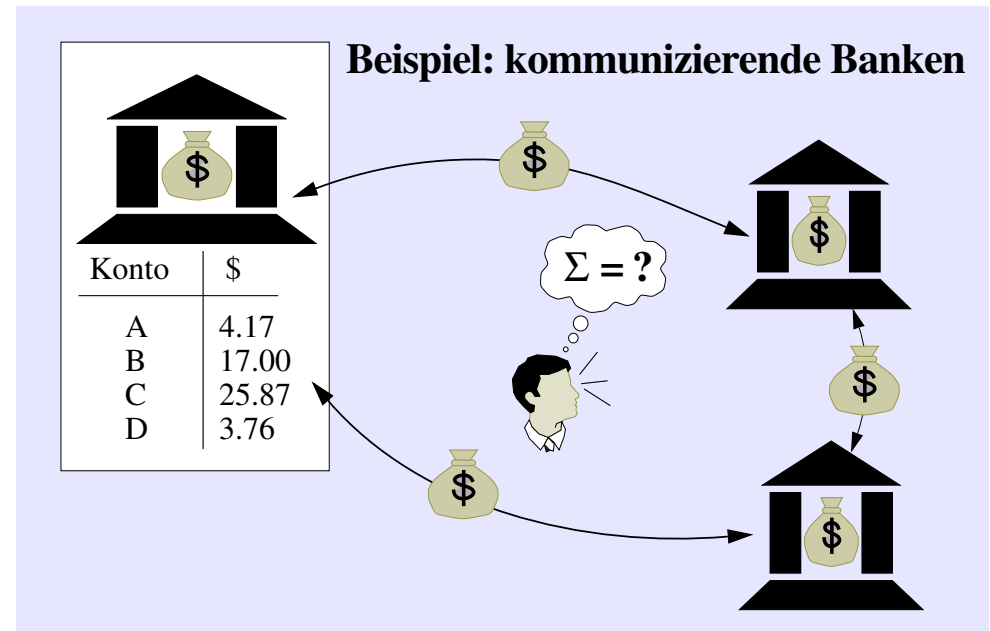 Beispiel: kommunizierende Banken
$
$
$
Σ = ?
Konto $
A 4.17
B 17.00
C 25.87
D 3.76
$
$
$